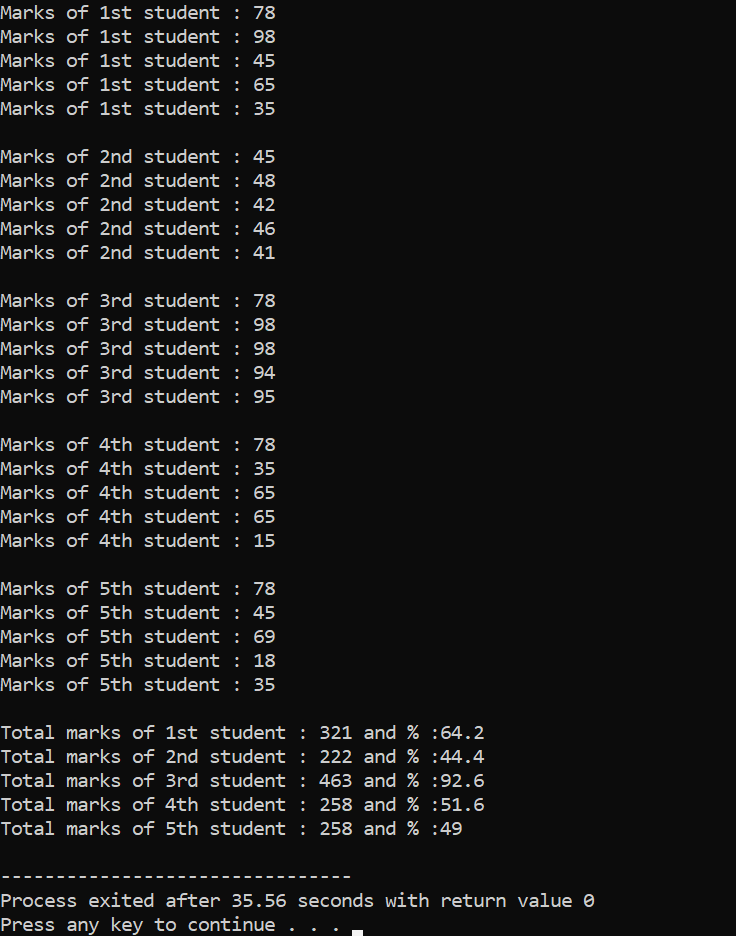 Marks of 1st student : 78
Marks of 1st student : 98
Marks of 1st student : 45
Marks of 1st student : 65
Marks of 1st student : 35
Marks of 2nd student : 45
Marks of 2nd student : 48
Marks of 2nd student : 42
Marks of 2nd student : 46
Marks of 2nd student : 41
Marks of 3rd student : 78
Marks of 3rd student : 98
Marks of 3rd student : 98
Marks of 3rd student : 94
Marks of 3rd student : 95
Marks of 4th student : 78
Marks of 4th student : 35
Marks of 4th student : 65
Marks of 4th student : 65
Marks of 4th student : 15
Marks of 5th student : 78
Marks of 5th student : 45
Marks of 5th student : 69
Marks of 5th student : 18
Marks of 5th student : 35
Total marks of 1st student : 321 and % :64.2
Total marks of 2nd student : 222 and % :44.4
Total marks of 3rd student : 463 and % :92.6
Total marks of 4th student : 258 and % :51.6
Total marks of 5th student : 258 and % :49
--------------------------------
Process exited after 35.56 seconds with return value 0
Press any key to continue . . .